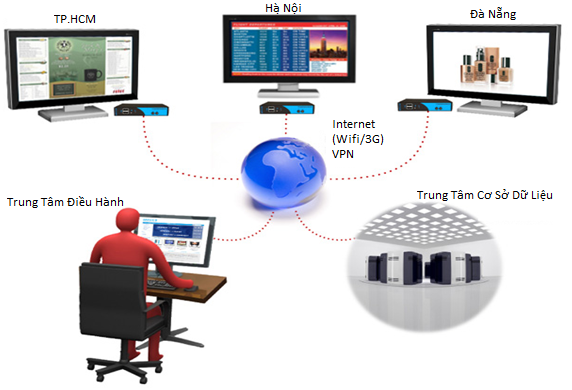 TP.HCM
Hà Nội
Đà Nẵng
Internet
(Wifi/3G)
VPN
Trung Tâm Điều Hành
Trung Tâm Cơ Sở Dữ Liệu